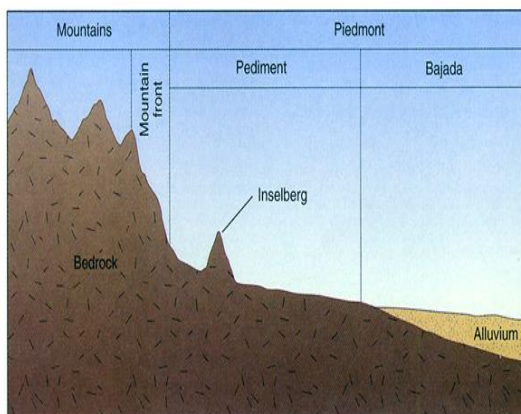 Mountains
Piedmont
Mountain
front
Pediment
Bajada
Inselberg
Bedrock
Alluvium